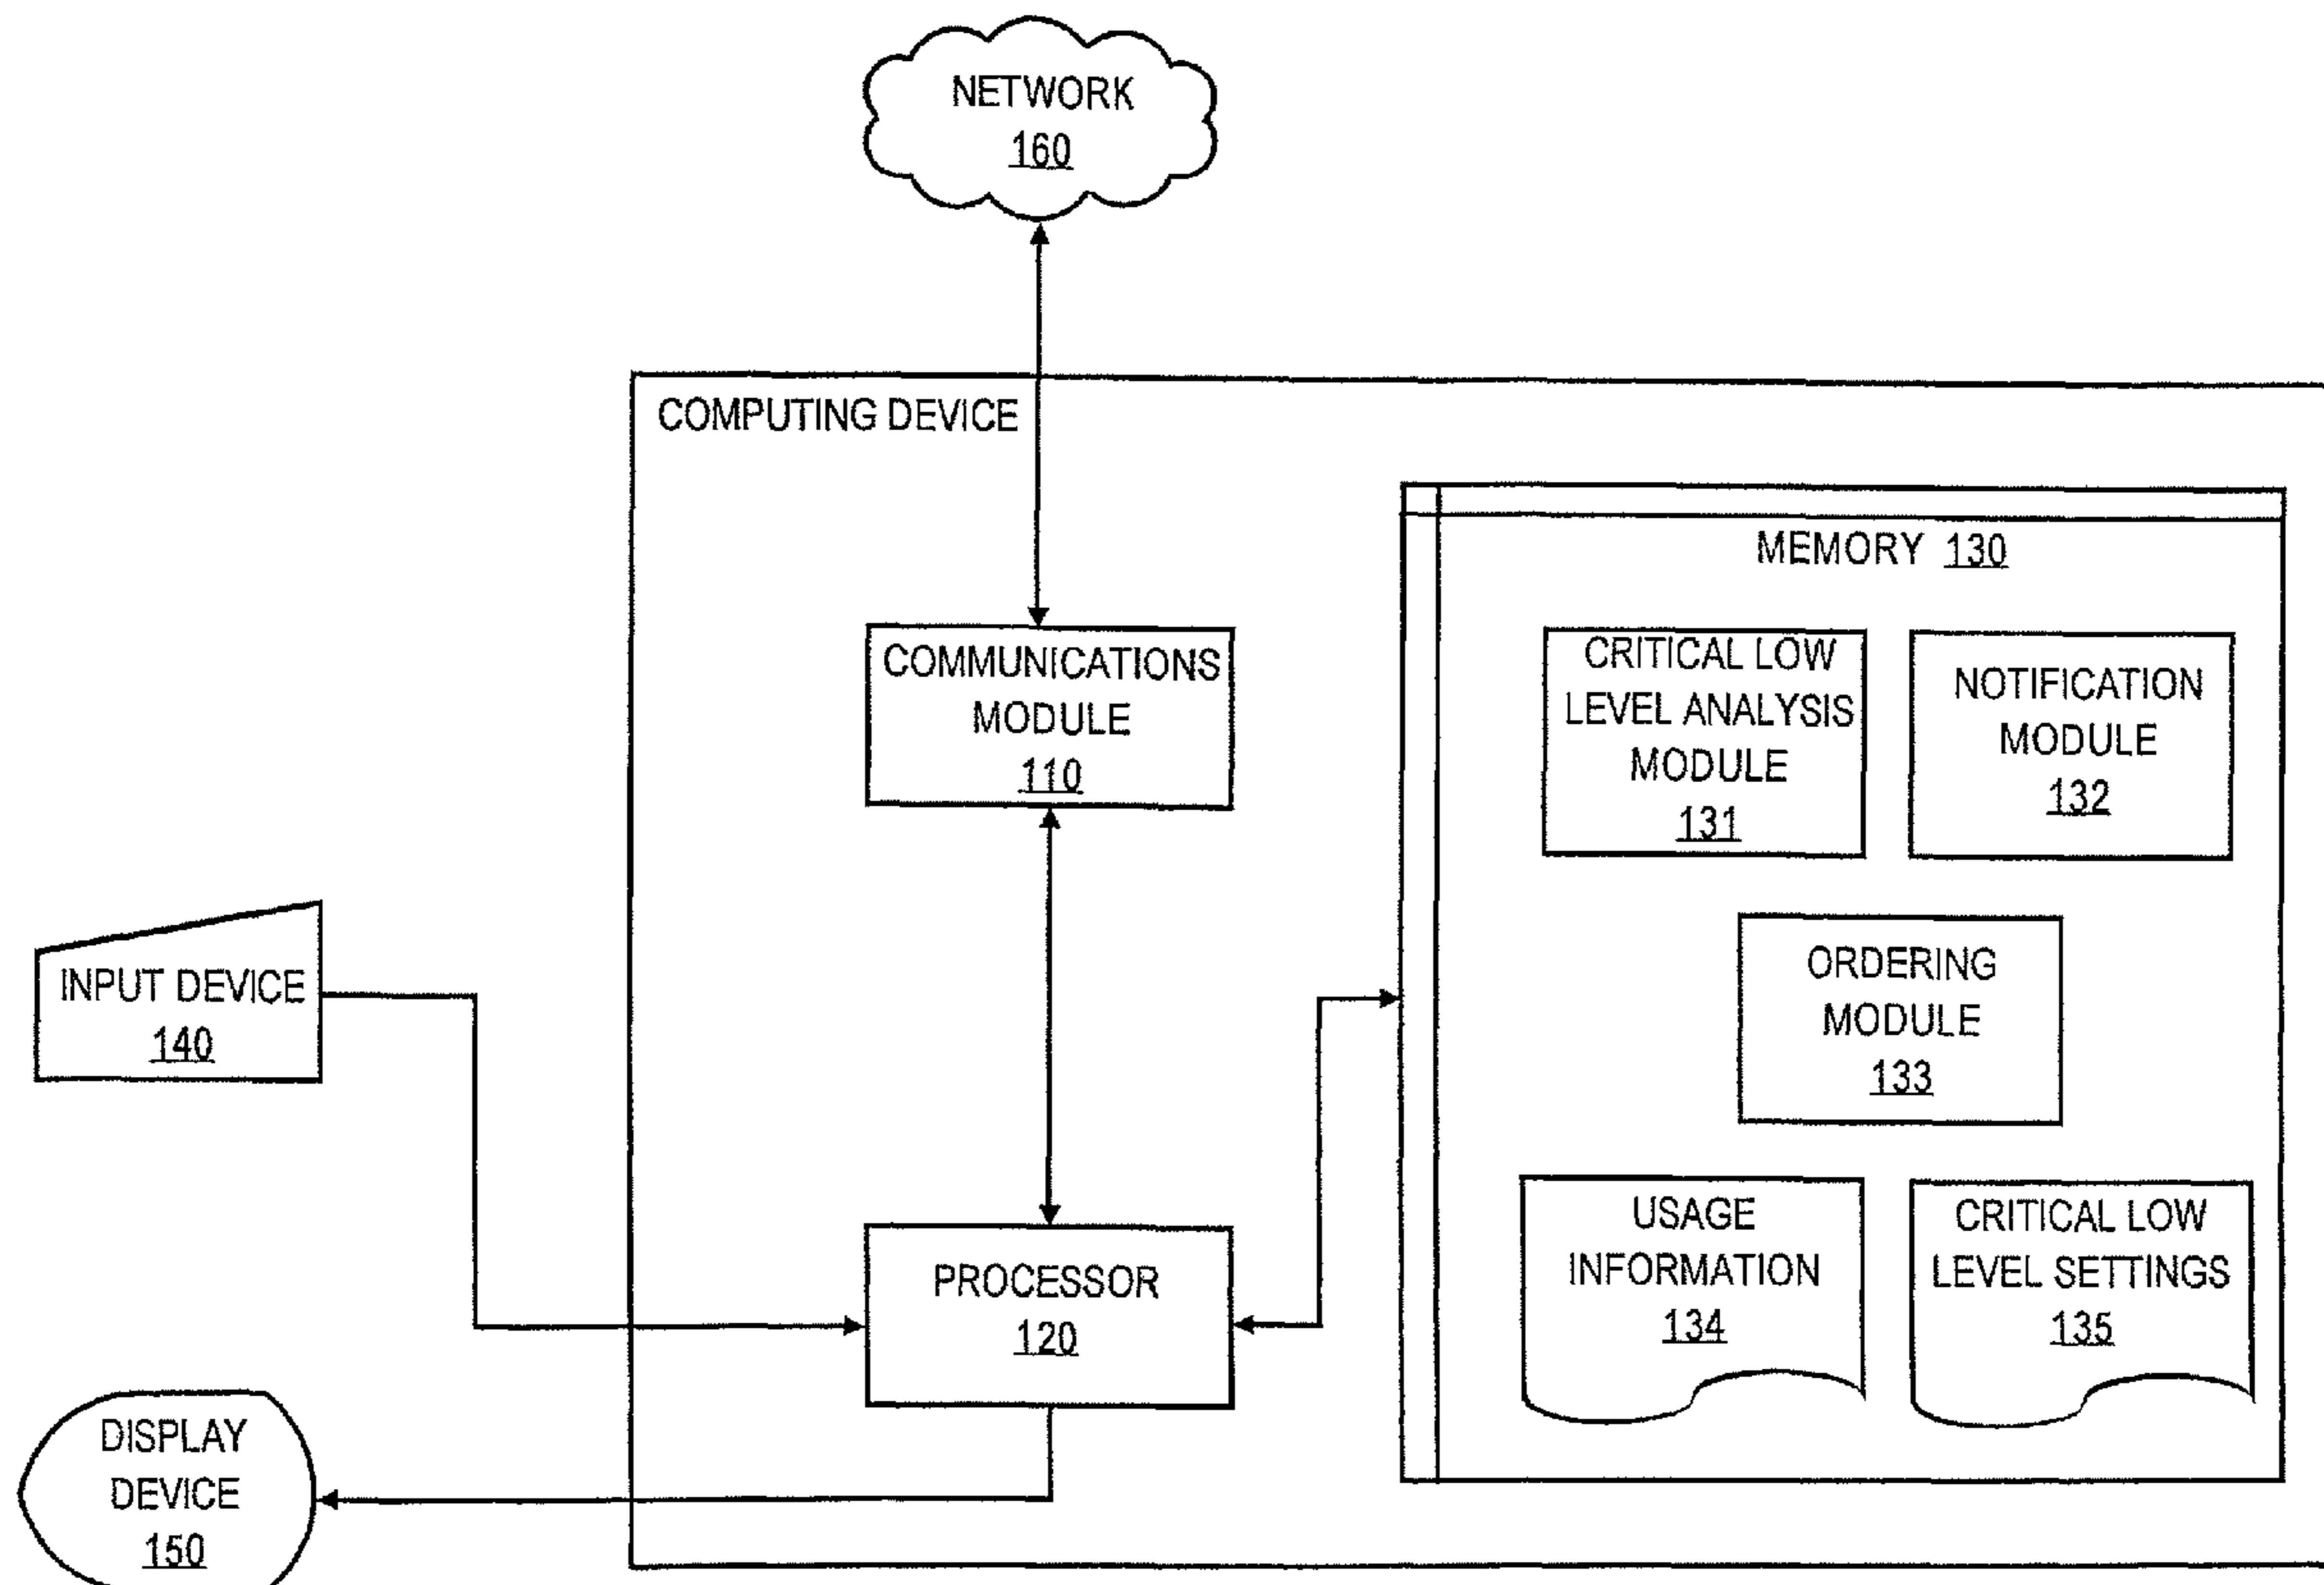 NETWORK
160
COMPUTING DEVICE
MEMORY 130
COMMUNICATIONS
MODULE
110
CRITICAL LOW
LEVEL ANALYSIS
MODULE
131
NOTIFICATION
MODULE
132
INPUT DEVICE
140
ORDERING
MODULE
133
PROCESSOR
120
USAGE
INFORMATION
134
CRITICAL LOW
LEVEL SETTINGS
135
DISPLAY
DEVICE
150